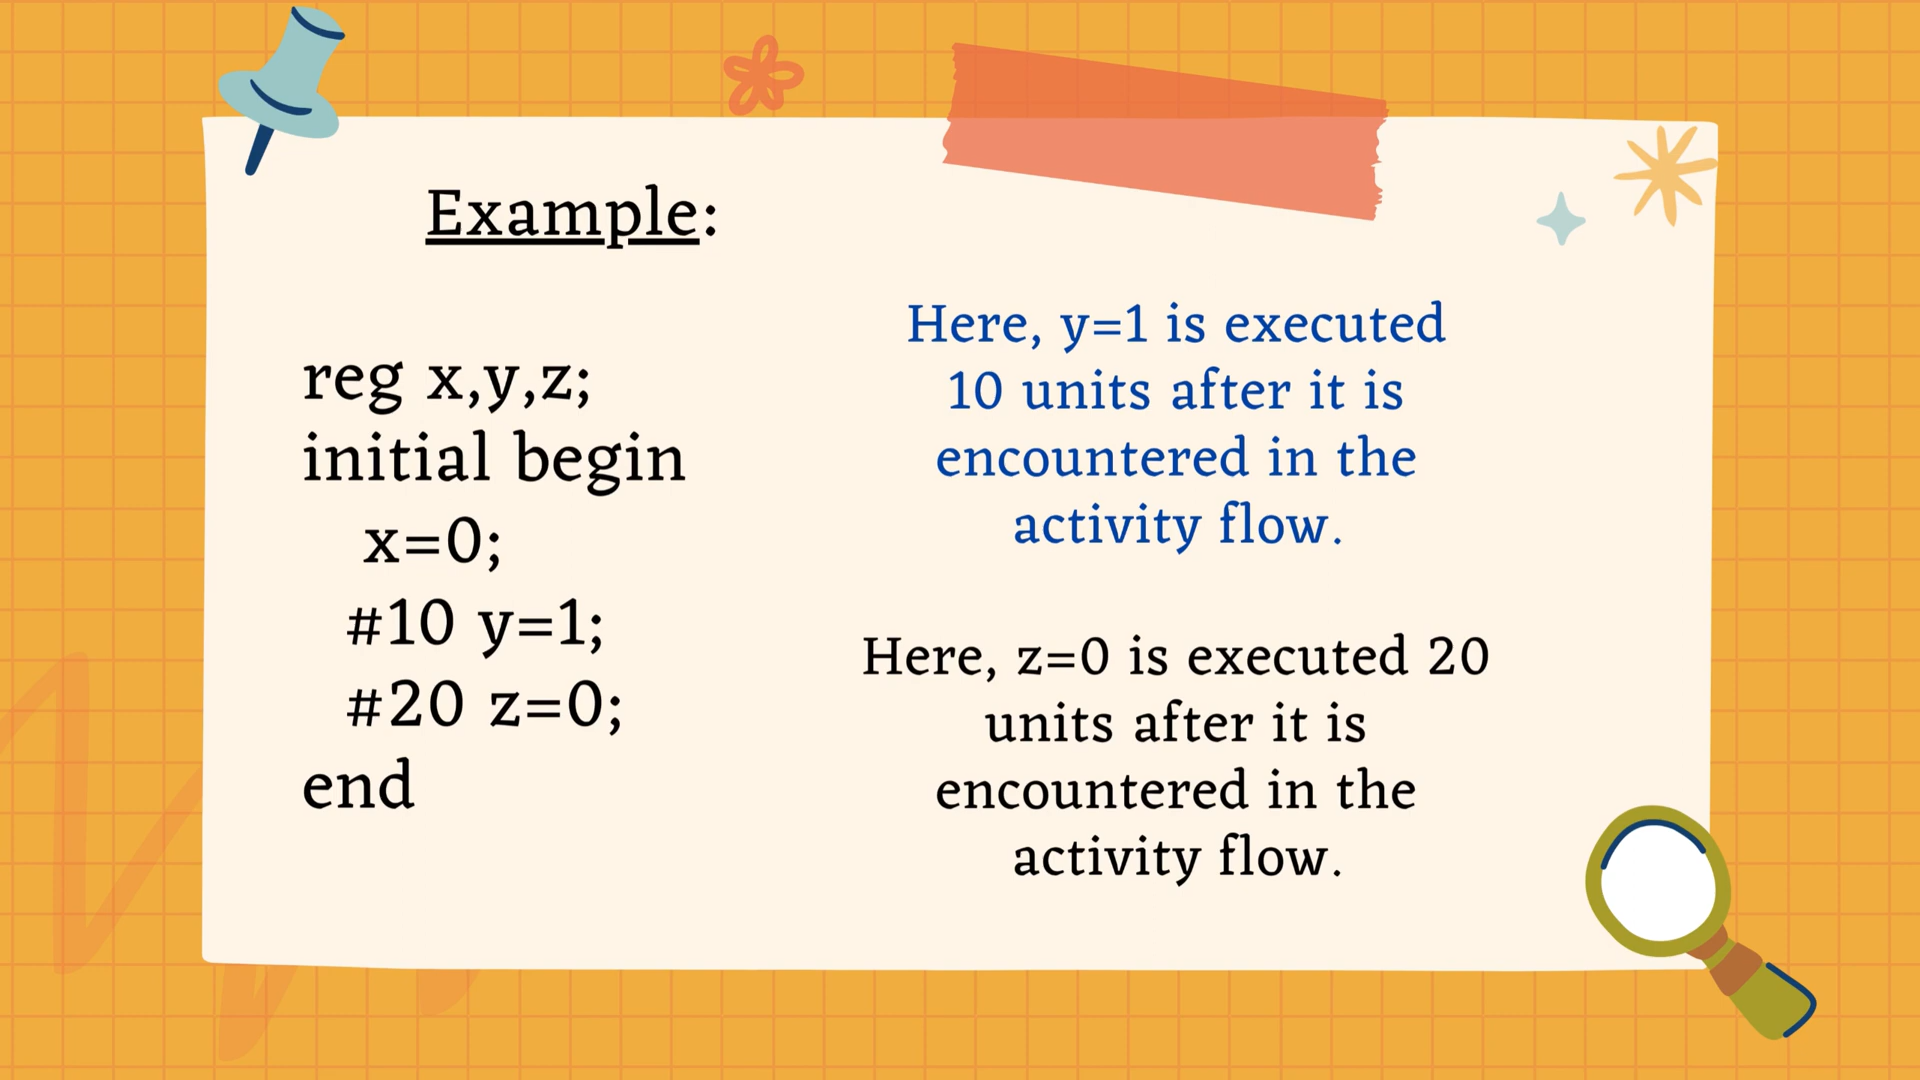 Example:
reg x,y,z;
initial begin
x=0;
#10 y=1;
#20 z=0;
end
Here, y=1 is executed
10 units after it is
encountered in the
activity flow.
Here, z=0 is executed 20
units after it is
encountered in the
activity flow.